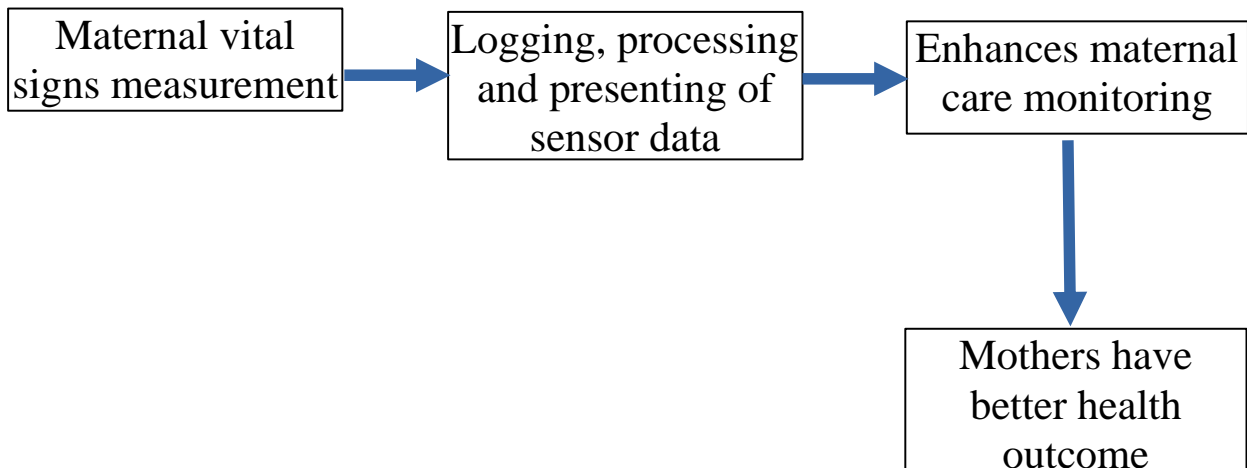 Maternal vital
signs measurement
Logging, processing
and presenting of
sensor data
Enhances maternal
care monitoring
Mothers have
better health
outcome